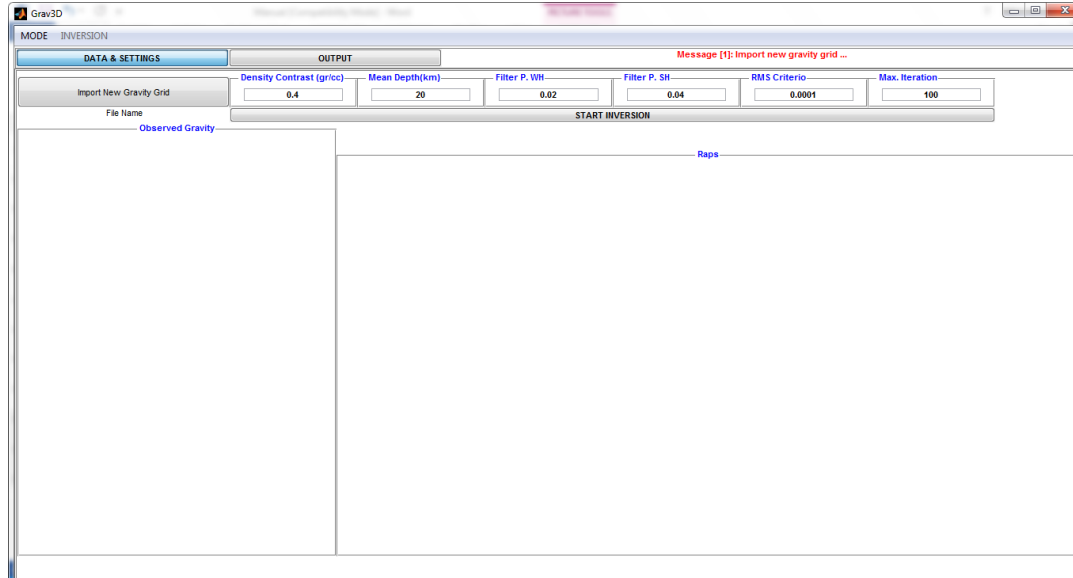 Grav3D
MODE INVERSION
DATA & SETTINGS OUTPUT Message [1]: Import new gravity grid ...
Import New Gravity Grid
Density Contrast (gr/cc) Mean Depth(km) Filter P. WH Filter P. SH RMS Criterio Max. Iteration
0.4 20 0.02 0.04 0.0001 100
File Name START INVERSION
Observed Gravity
Raps